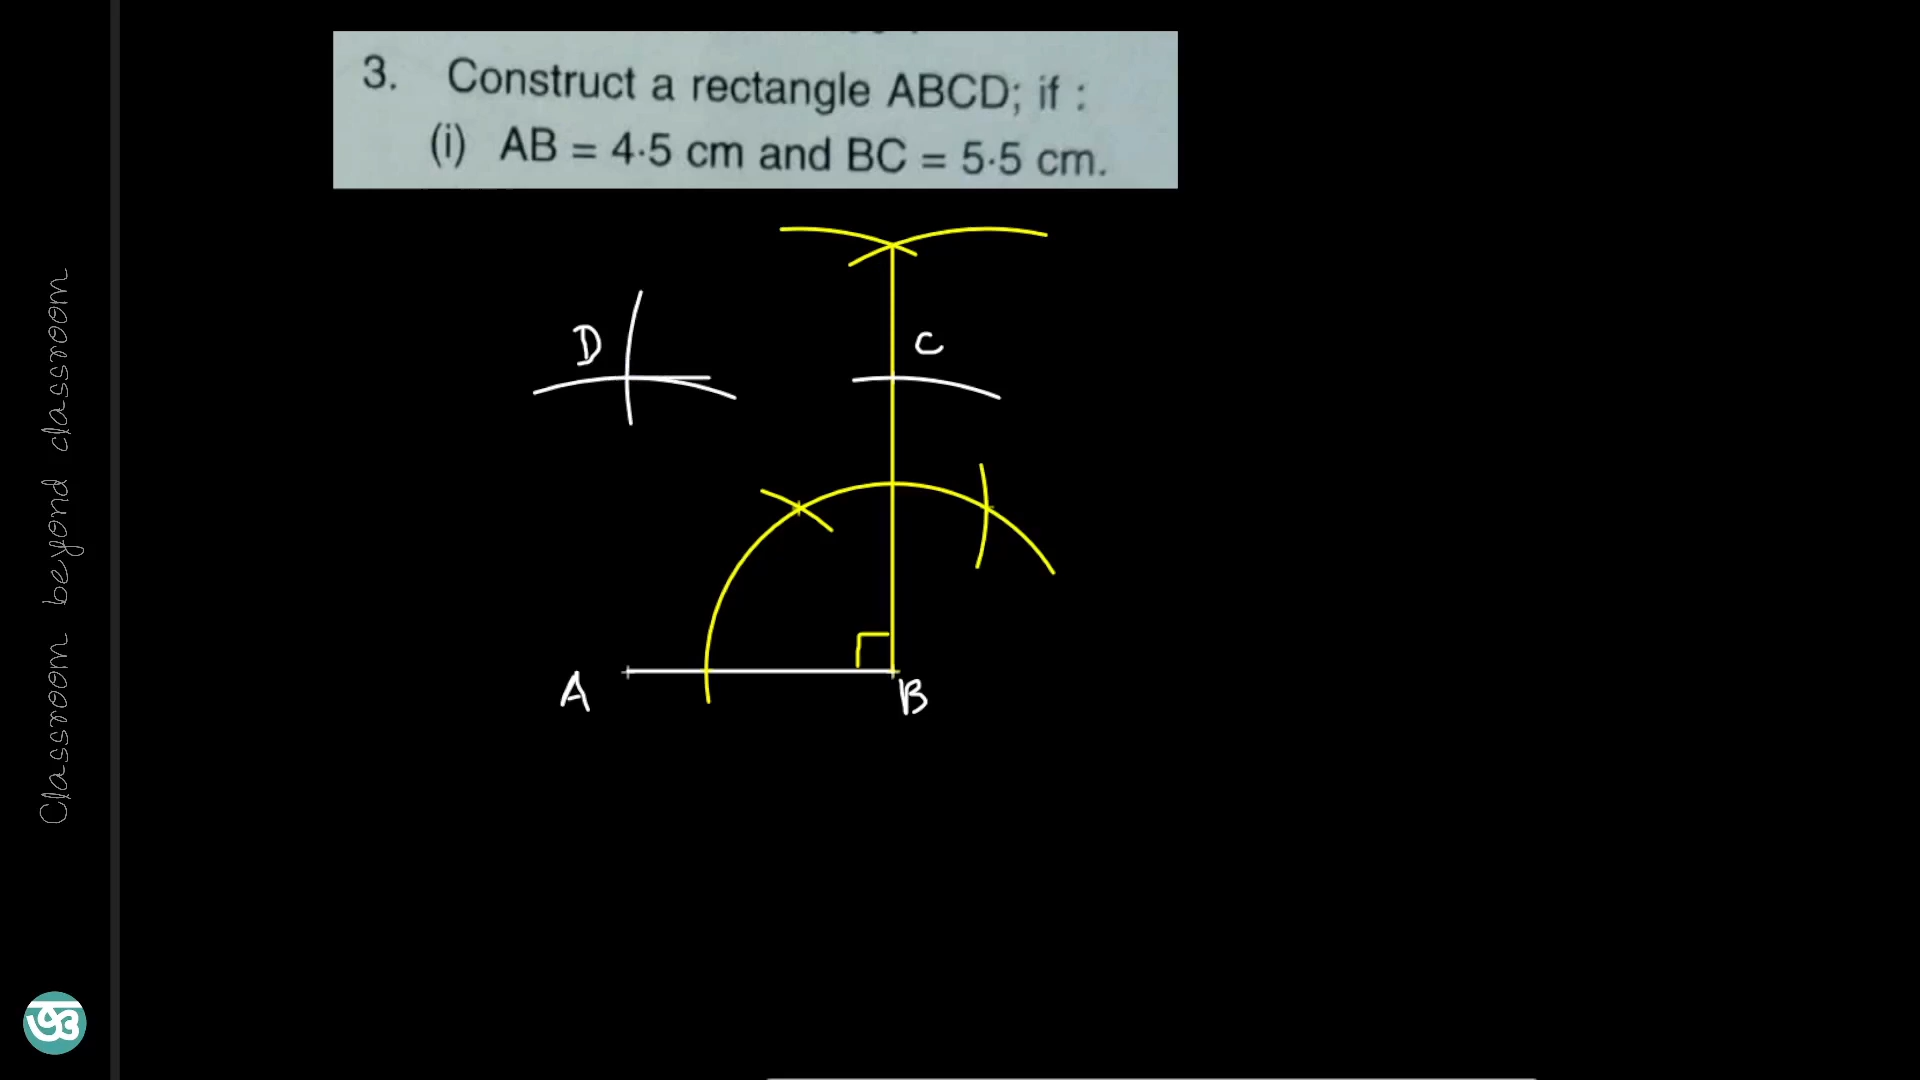 3. Construct a rectangle ABCD; if :
(i) AB = 4·5 cm and BC = 5·5 cm.
D
C
A
B
Classroom beyond classroom